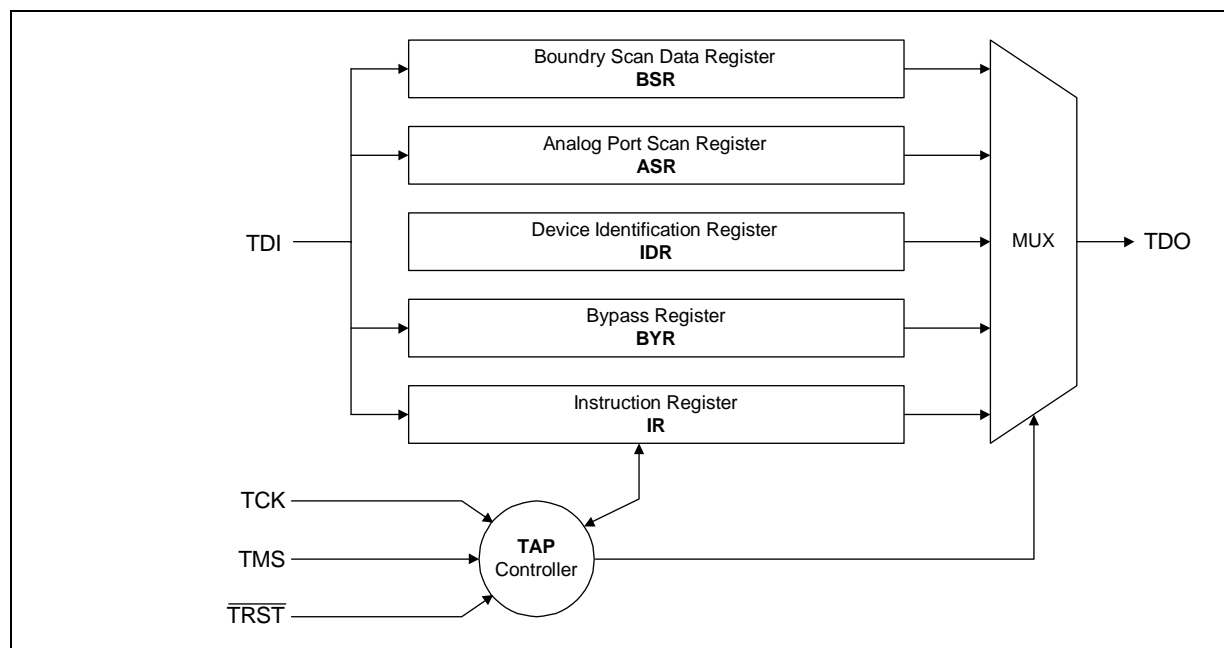 Boundry Scan Data Register
BSR
Analog Port Scan Register
ASR
Device Identification Register
IDR
TDI
MUX
TDO
Bypass Register
BYR
Instruction Register
IR
TCK
TMS
TAP
Controller
TRST